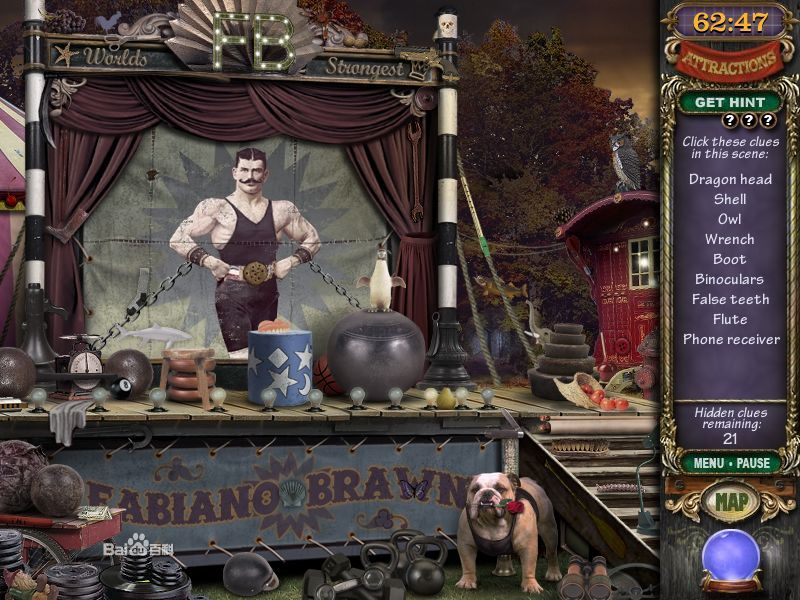 FB
Worlds
Strongest
FABIANO BRAWN
Baidu百科
62:47
ATTRACTIONS
GET HINT
? ? ?
Click these clues
in this scene:
Dragon head
Shell
Owl
Wrench
Boot
Binoculars
False teeth
Flute
Phone receiver
Hidden clues
remaining:
21
MENU • PAUSE
MAP